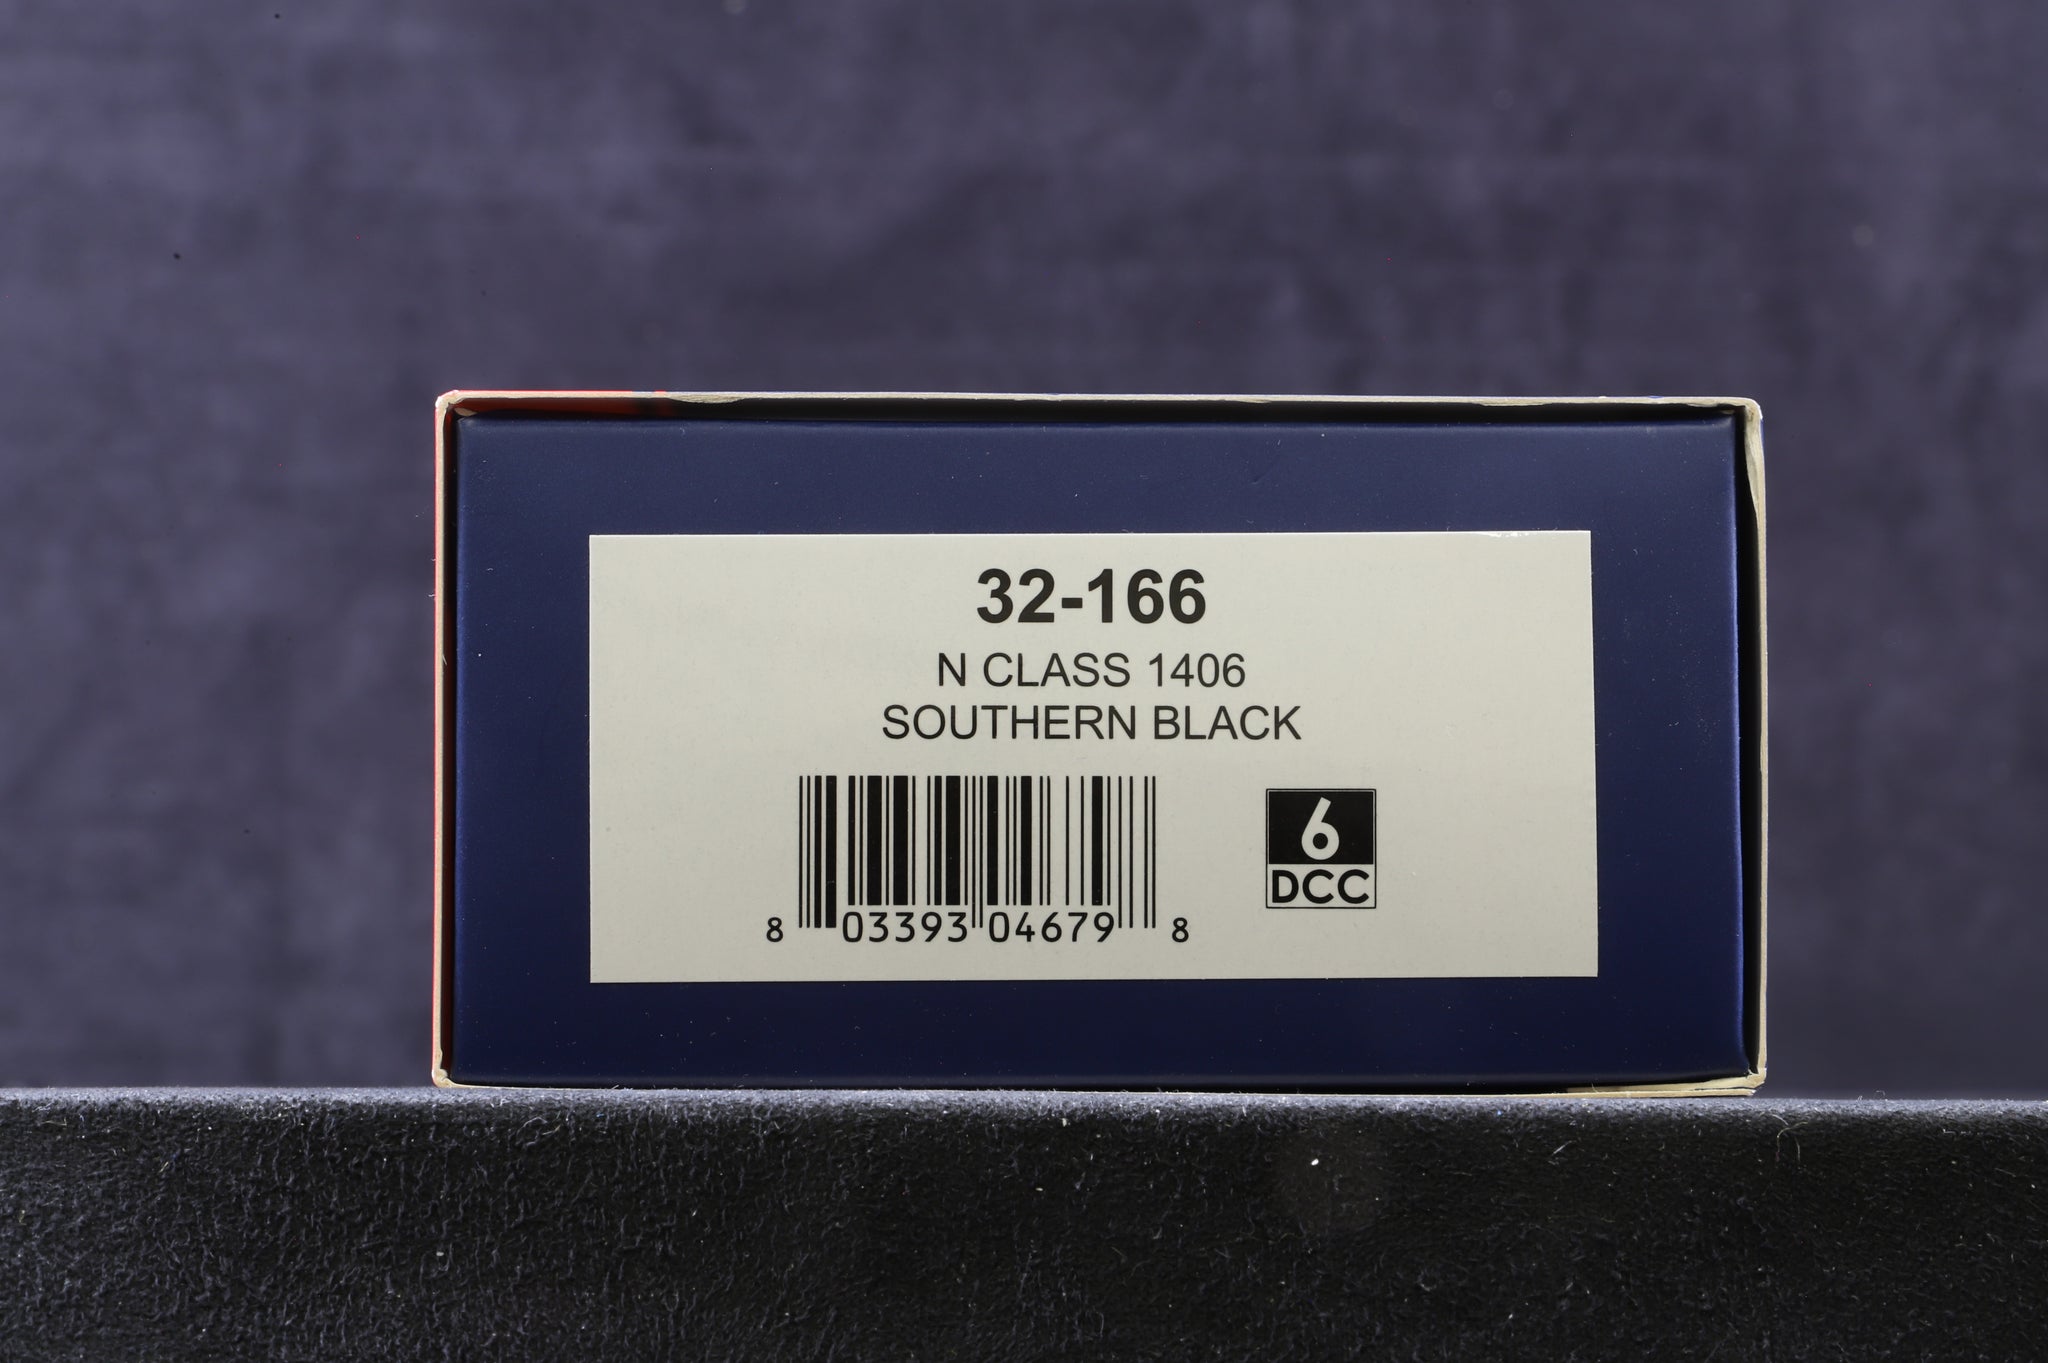 32-166
N CLASS 1406
SOUTHERN BLACK
6
DCC
8 03393 04679 8